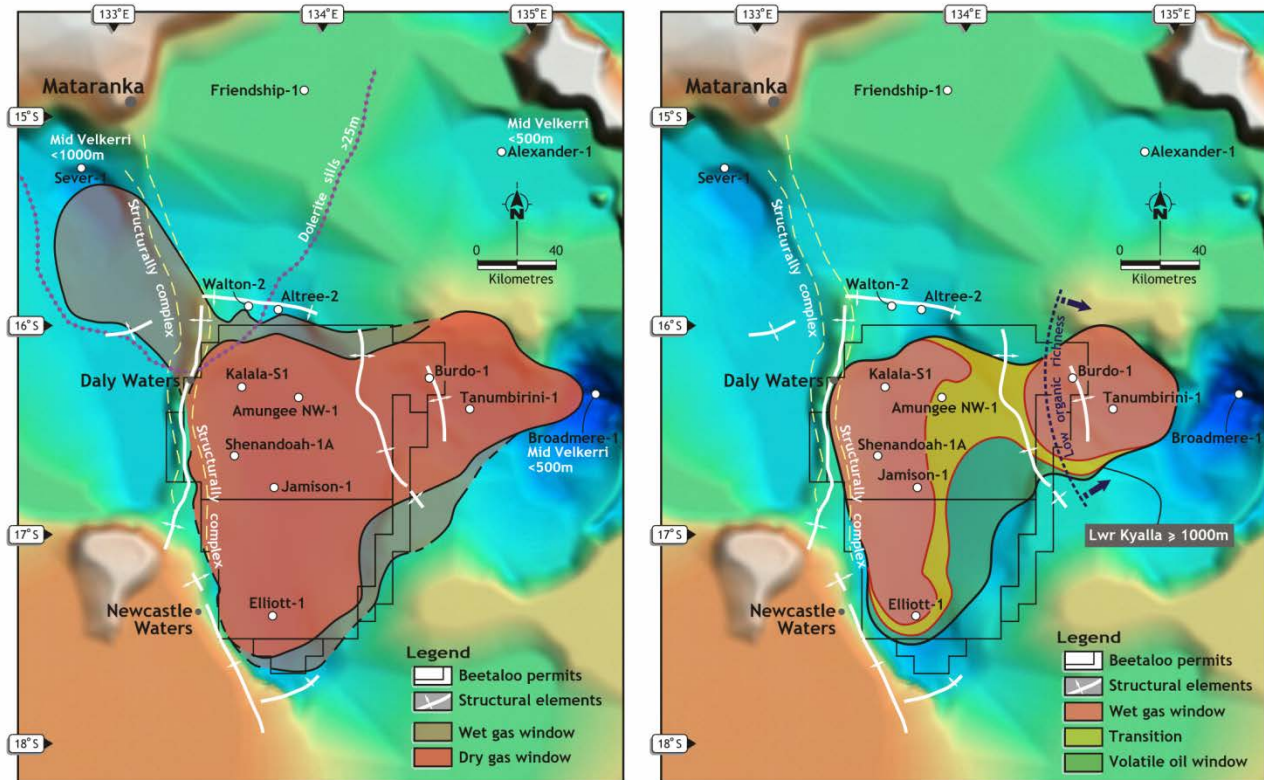 133°E
134°E
135°E
Mataranka
Friendship-1
15°S
Mid Velkerri
<1000m
Sever-1
Mid Velkerri
<500m
Alexander-1
Dolerite sills >25m
N
0
40
Kilometres
Structurally complex
Walton-2
Altree-2
16°S
Daly Waters
Kalala-S1
Burdo-1
Amungee NW-1
Tanumbirini-1
Broadmere-1
Mid Velkerri
<500m
Shenandoah-1A
Jamison-1
Structurally complex
17°S
Newcastle
Waters
Elliott-1
18°S
Legend
Beetaloo permits
Structural elements
Wet gas window
Dry gas window
133°E
134°E
135°E
Mataranka
Friendship-1
15°S
Sever-1
Alexander-1
N
0
40
Kilometres
Structurally complex
Walton-2
Altree-2
16°S
Daly Waters
Kalala-S1
Burdo-1
Amungee NW-1
Tanumbirini-1
Low organic richness
Broadmere-1
Shenandoah-1A
Jamison-1
Structurally complex
17°S
Lwr Kyalla ⩾ 1000m
Newcastle
Waters
Elliott-1
18°S
Legend
Beetaloo permits
Structural elements
Wet gas window
Transition
Volatile oil window